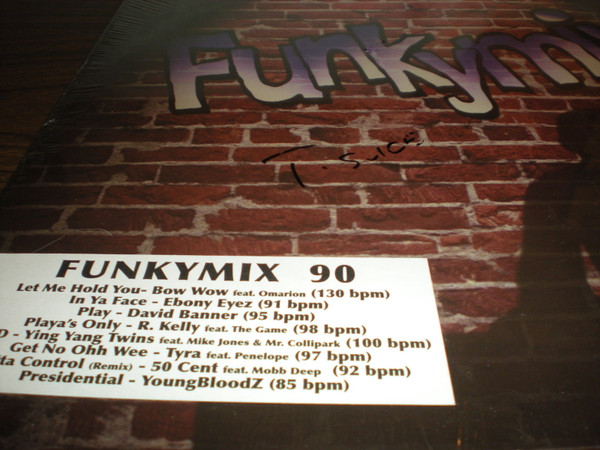 Funkymi
T. SLICE
FUNKYMIX 90
Let Me Hold You- Bow Wow feat. Omarion (130 bpm)
In Ya Face - Ebony Eyez (91 bpm)
Play - David Banner (95 bpm)
Playa's Only - R. Kelly feat. The Game (98 bpm)
D - Ying Yang Twins feat. Mike Jones & Mr. Collipark (100 bpm)
Get No Ohh Wee - Tyra feat. Penelope (97 bpm)
ta Control (Remix) - 50 Cent feat. Mobb Deep (92 bpm)
Presidential - YoungBloodZ (85 bpm)